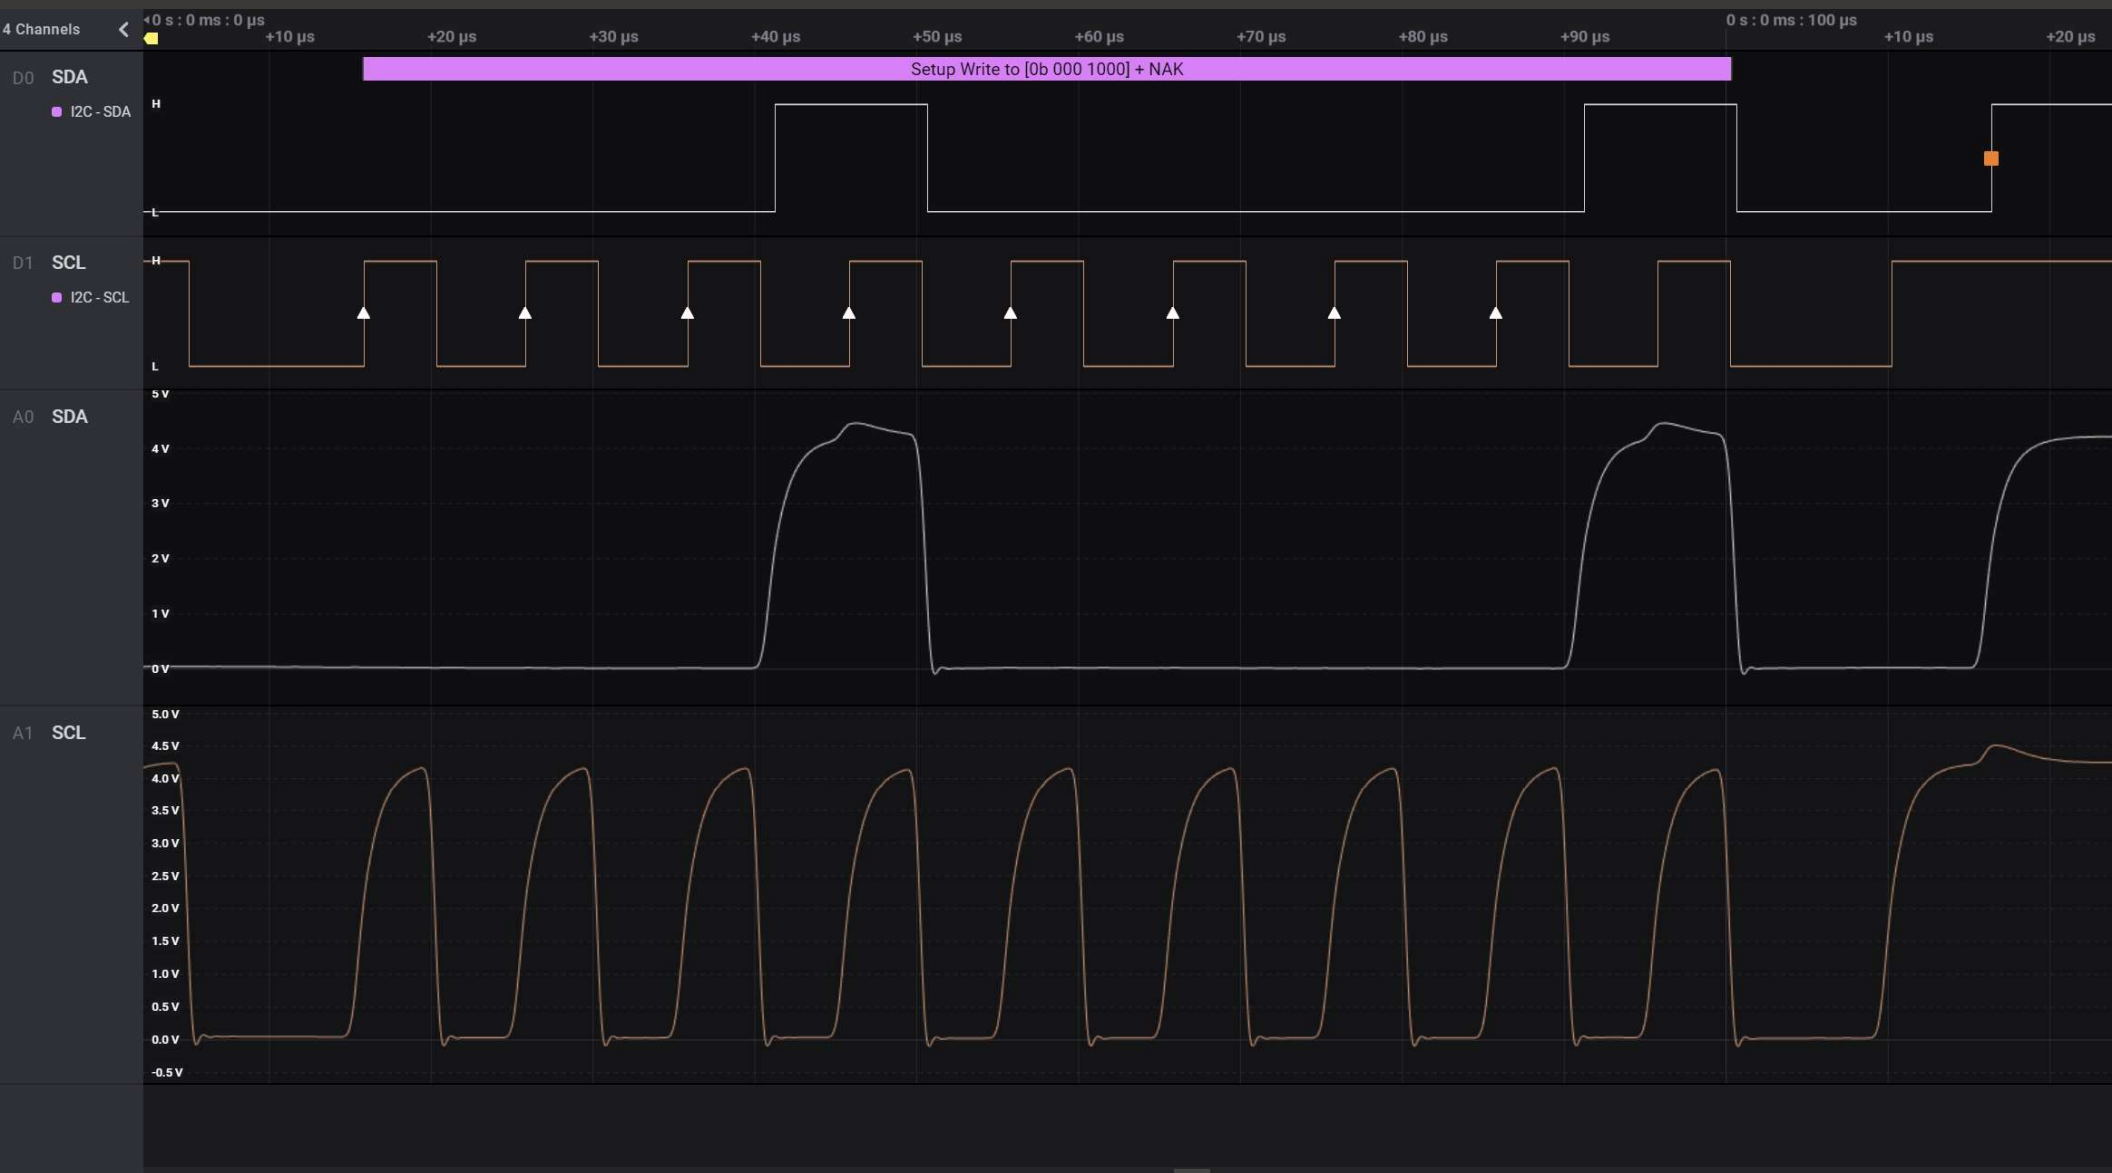 4 Channels
0 s : 0 ms : 0 µs
0 s : 0 ms : 100 µs
+10 µs
+20 µs
+30 µs
+40 µs
+50 µs
+60 µs
+70 µs
+80 µs
+90 µs
+10 µs
+20 µs
D0 SDA
I2C - SDA
Setup Write to [0b 000 1000] + NAK
H
L
D1 SCL
I2C - SCL
H
L
A0 SDA
5 V
4 V
3 V
2 V
1 V
0 V
A1 SCL
5.0 V
4.5 V
4.0 V
3.5 V
3.0 V
2.5 V
2.0 V
1.5 V
1.0 V
0.5 V
0.0 V
-0.5 V